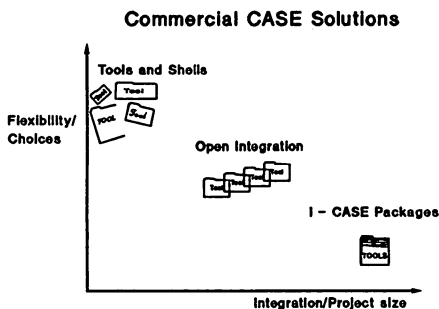 Commercial CASE Solutions
Tools and Shells
Tool
Tool
TOOL
Tool
Flexibility/
Choices
Open Integration
Tool
Tool
Tool
Tool
I - CASE Packages
TOOLS
Integration/Project size